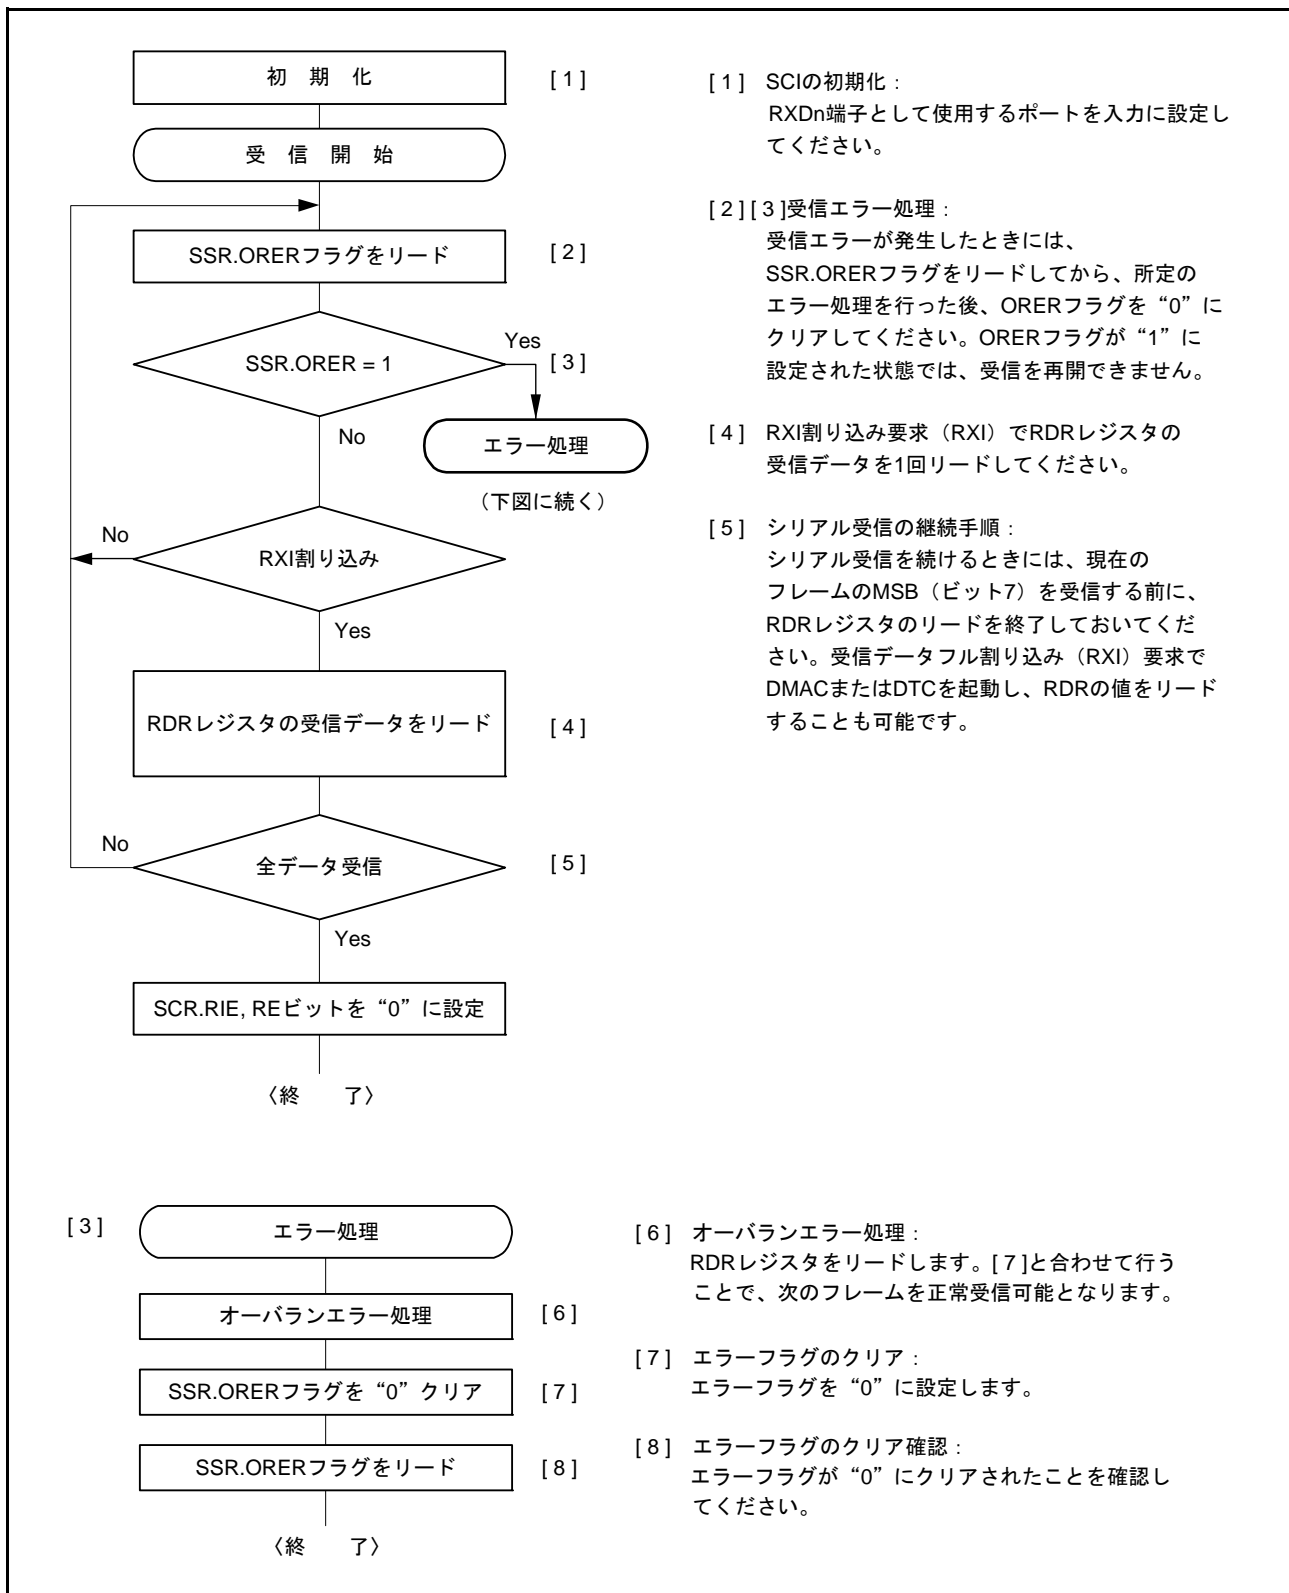 初　期　化
[ 1 ]
受　信　開　始
SSR.ORERフラグをリード
[ 2 ]
SSR.ORER = 1
Yes
[ 3 ]
No
エラー処理
（下図に続く）
No
RXI割り込み
Yes
RDRレジスタの受信データをリード
[ 4 ]
No
全データ受信
[ 5 ]
Yes
SCR.RIE, REビットを“0”に設定
〈終　　了〉
[ 1 ]　SCIの初期化：
RXDn端子として使用するポートを入力に設定し
てください。
[ 2 ] [ 3 ]受信エラー処理：
受信エラーが発生したときには、
SSR.ORERフラグをリードしてから、所定の
エラー処理を行った後、ORERフラグを“0”に
クリアしてください。ORERフラグが“1”に
設定された状態では、受信を再開できません。
[ 4 ]　RXI割り込み要求（RXI）でRDRレジスタの
受信データを1回リードしてください。
[ 5 ]　シリアル受信の継続手順：
シリアル受信を続けるときには、現在の
フレームのMSB（ビット7）を受信する前に、
RDRレジスタのリードを終了しておいてくだ
さい。受信データフル割り込み（RXI）要求で
DMACまたはDTCを起動し、RDRの値をリード
することも可能です。
[ 3 ]
エラー処理
オーバランエラー処理
[ 6 ]
SSR.ORERフラグを“0”クリア
[ 7 ]
SSR.ORERフラグをリード
[ 8 ]
〈終　　了〉
[ 6 ]　オーバランエラー処理：
RDRレジスタをリードします。[ 7 ]と合わせて行う
ことで、次のフレームを正常受信可能となります。
[ 7 ]　エラーフラグのクリア：
エラーフラグを“0”に設定します。
[ 8 ]　エラーフラグのクリア確認：
エラーフラグが“0”にクリアされたことを確認し
てください。